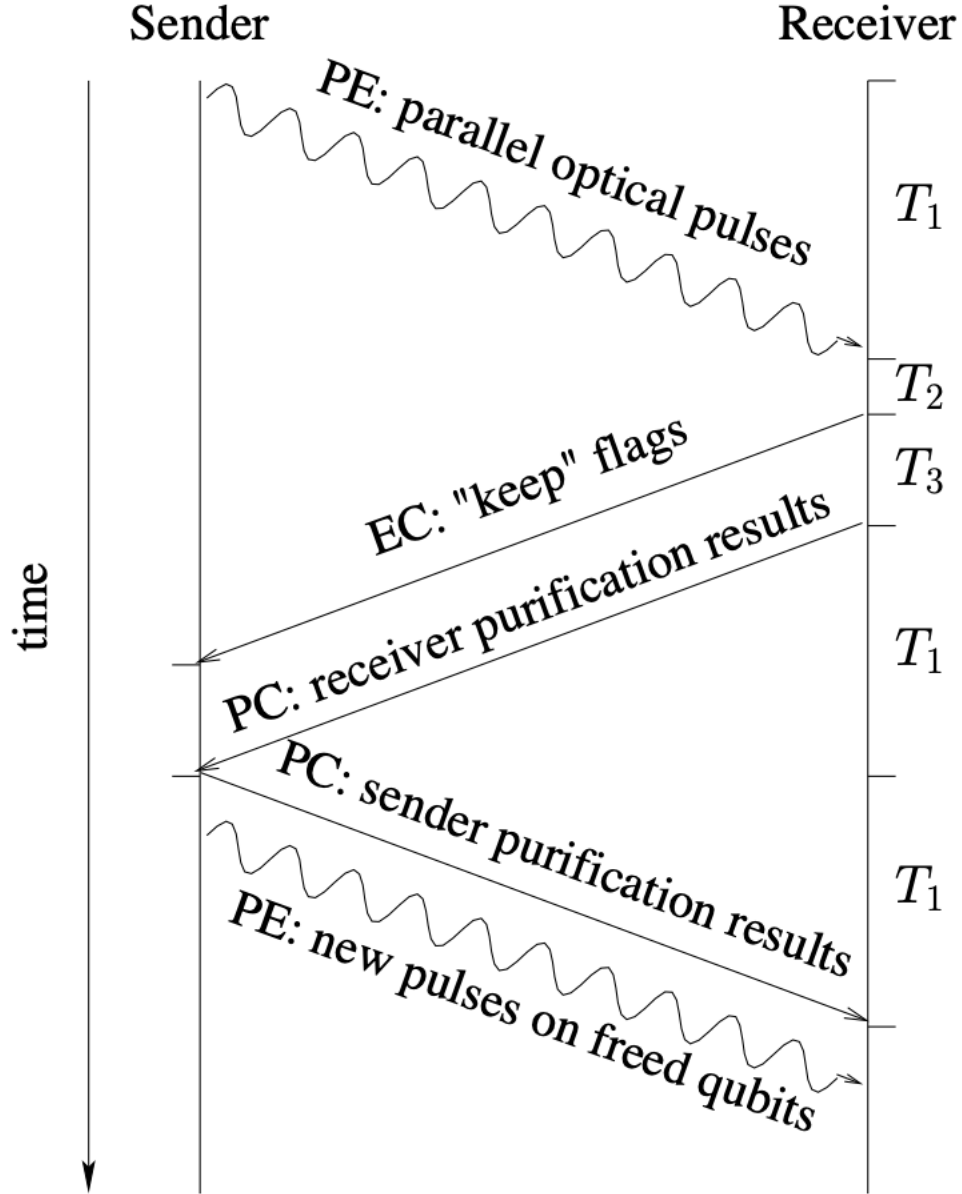 Sender
Receiver
PE: parallel optical pulses
T1
T2
EC: "keep" flags
T3
PC: receiver purification results
time
T1
PC: sender purification results
T1
PE: new pulses on freed qubits